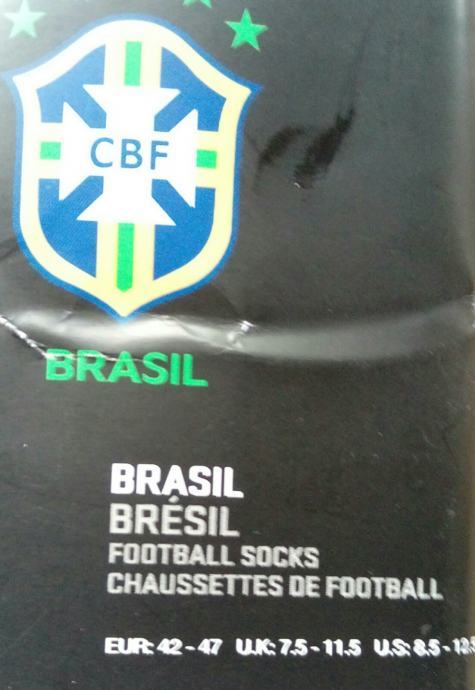 CBF
BRASIL
BRASIL
BRÉSIL
FOOTBALL SOCKS
CHAUSSETTES DE FOOTBALL
EUR: 42 - 47 U.K: 7.5 - 11.5 U.S: 8.5 -